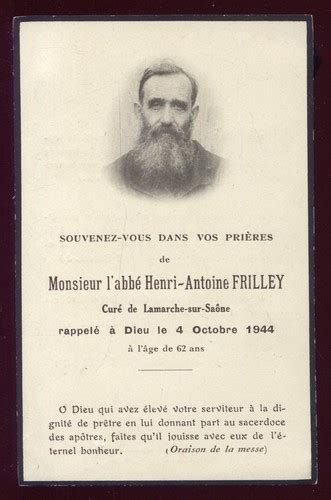 SOUVENEZ-VOUS DANS VOS PRIÈRES
de
Monsieur l'abbé Henri-Antoine FRILLEY
Curé de Lamarche-sur-Saône
rappelé à Dieu le 4 Octobre 1944
à l'âge de 62 ans
O Dieu qui avez élevé votre serviteur à la di-
gnité de prêtre en lui donnant part au sacerdoce
des apôtres, faites qu'il jouisse avec eux de l'é-
ternel bonheur. (Oraison de la messe)